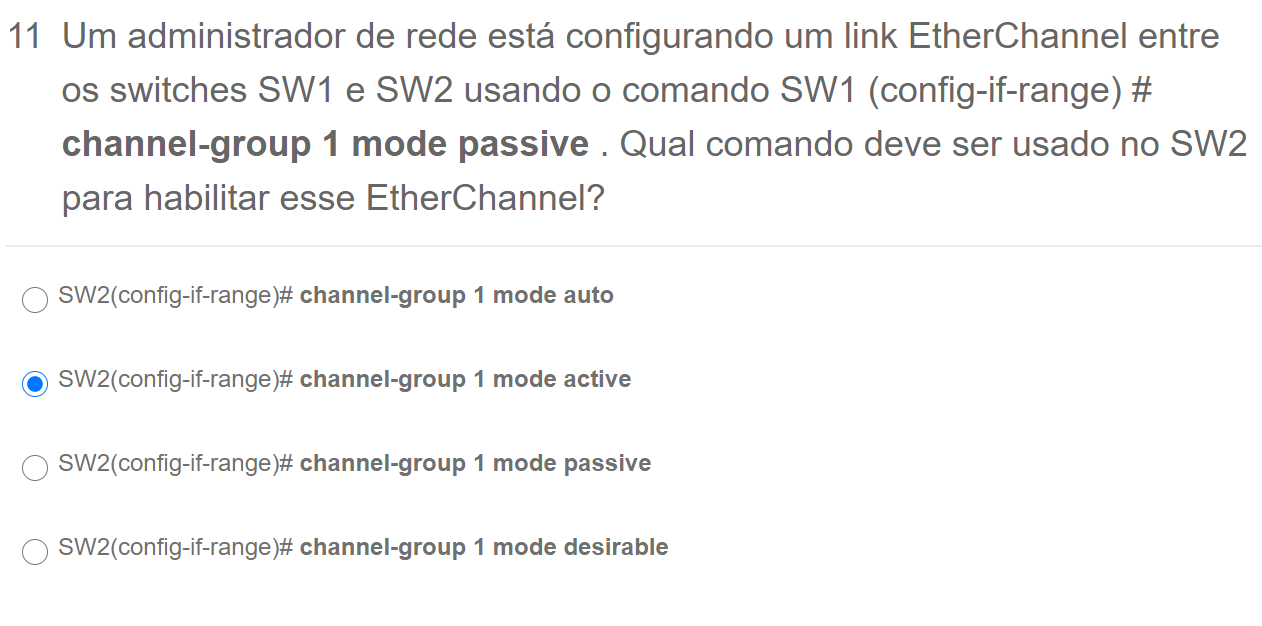 11 Um administrador de rede está configurando um link EtherChannel entre
os switches SW1 e SW2 usando o comando SW1 (config-if-range) #
channel-group 1 mode passive . Qual comando deve ser usado no SW2
para habilitar esse EtherChannel?
SW2(config-if-range)# channel-group 1 mode auto
SW2(config-if-range)# channel-group 1 mode active
SW2(config-if-range)# channel-group 1 mode passive
SW2(config-if-range)# channel-group 1 mode desirable